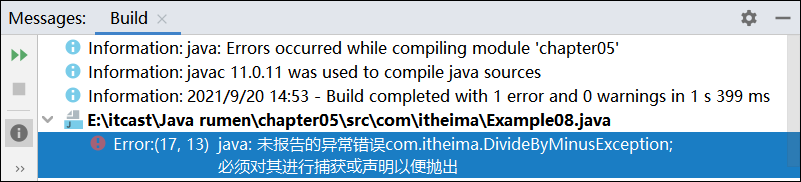 Messages: Build ×
Information: java: Errors occurred while compiling module 'chapter05'
Information: javac 11.0.11 was used to compile java sources
Information: 2021/9/20 14:53 - Build completed with 1 error and 0 warnings in 1 s 399 ms
E:\itcast\Java rumen\chapter05\src\com\itheima\Example08.java
Error:(17, 13) java: 未报告的异常错误com.itheima.DivideByMinusException;
必须对其进行捕获或声明以便抛出